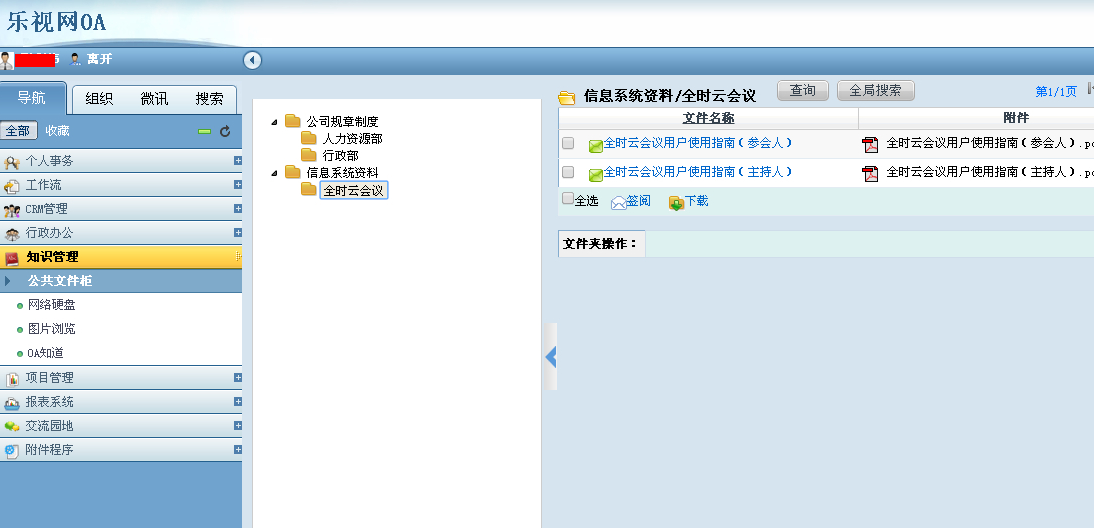 乐视网OA
离开
导航 组织 微讯 搜索
全部 收藏
个人事务
工作流
CRM管理
行政办公
知识管理
公共文件柜
网络硬盘
图片浏览
OA知道
项目管理
报表系统
交流园地
附件程序
公司规章制度
人力资源部
行政部
信息系统资料
全时云会议
信息系统资料/全时云会议 查询 全局搜索 第1/1页
文件名称 附件
全时云会议用户使用指南(参会人) 全时云会议用户使用指南(参会人).p
全时云会议用户使用指南(主持人) 全时云会议用户使用指南(主持人).p
全选 签阅 下载
文件夹操作：